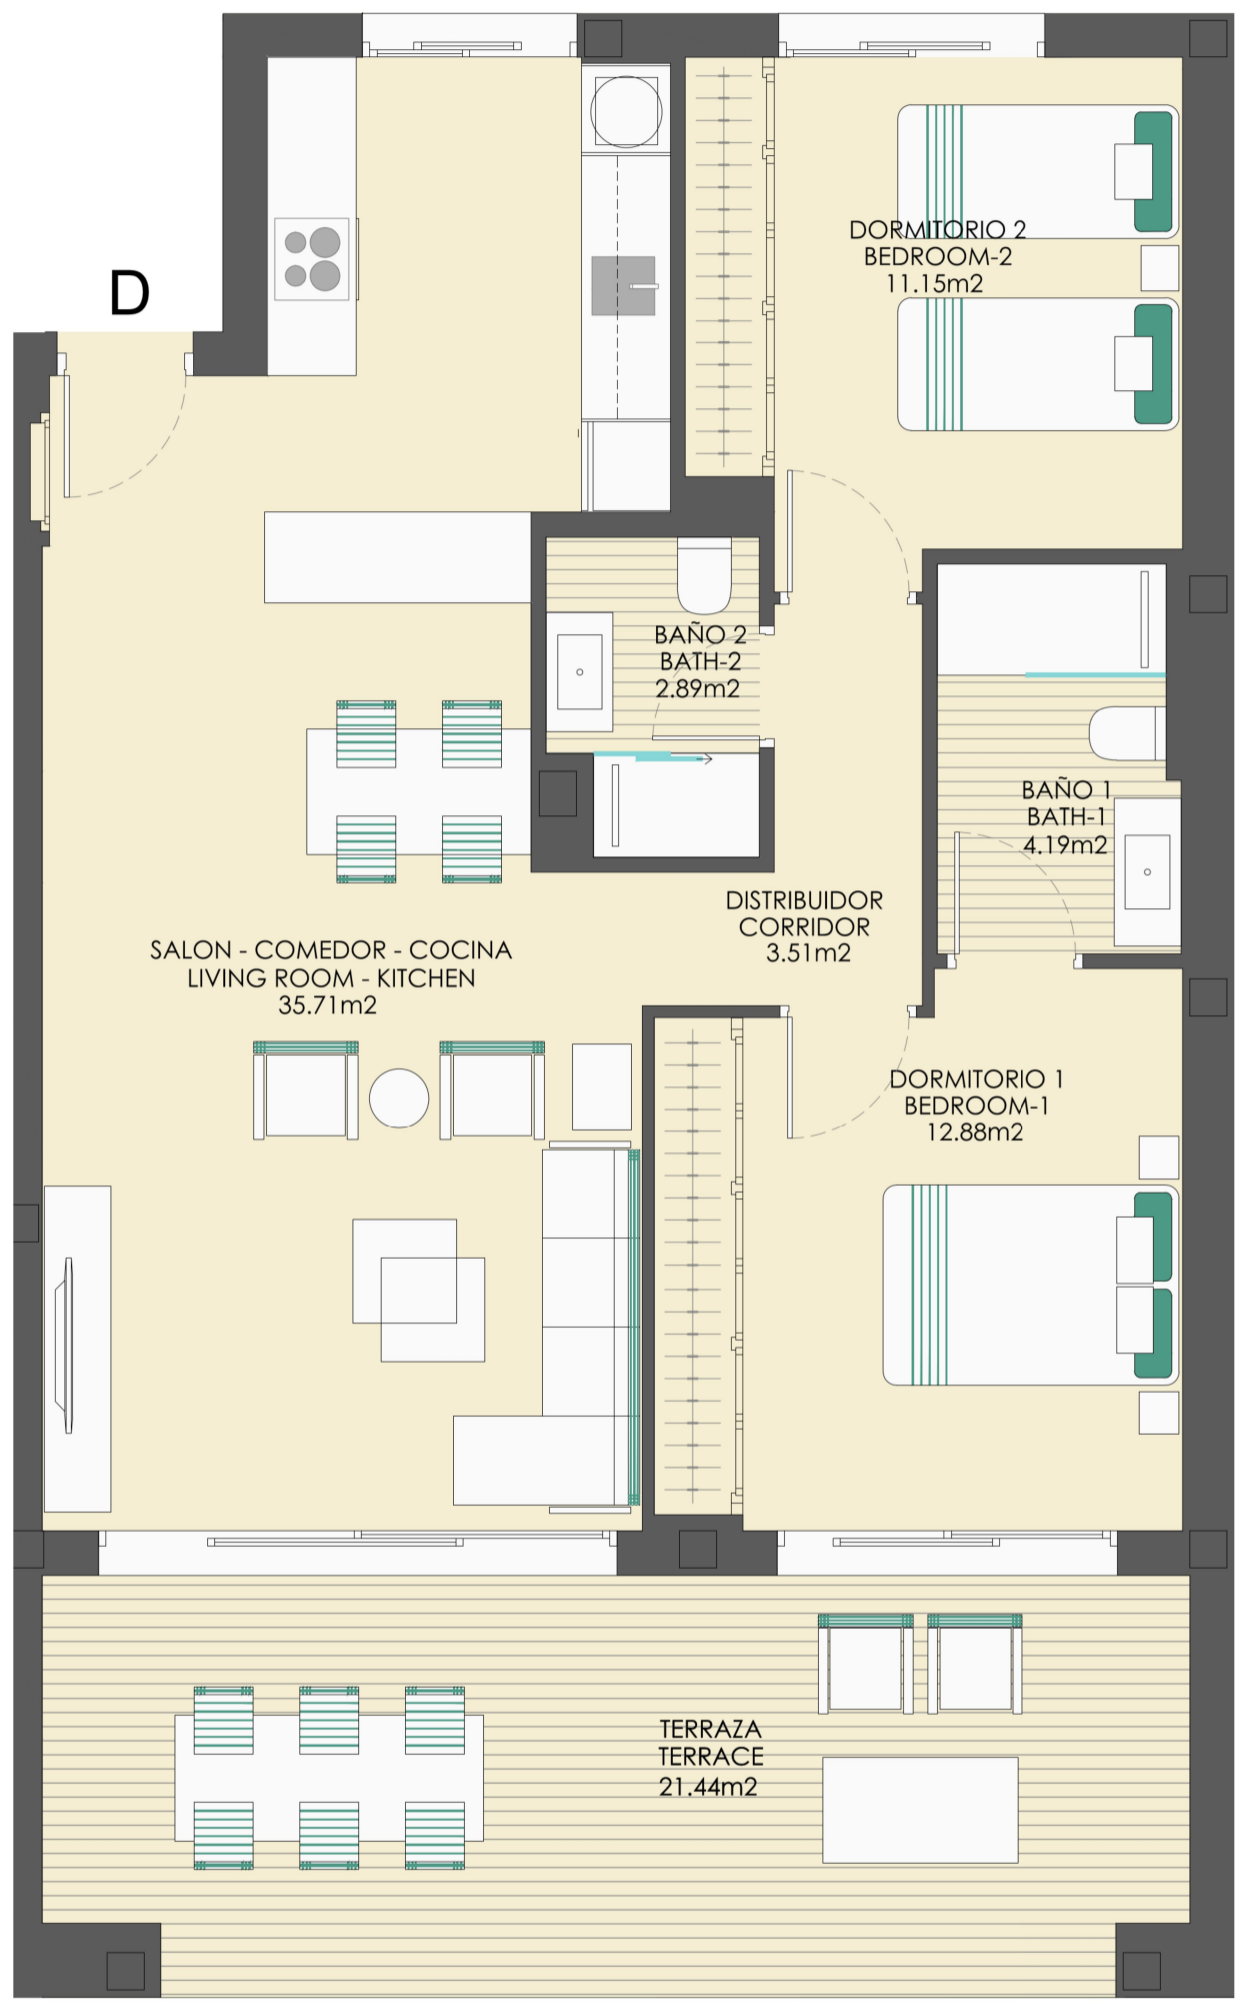 D
DORMITORIO 2
BEDROOM-2
11.15m2
BAÑO 2
BATH-2
2.89m2
BAÑO 1
BATH-1
4.19m2
DISTRIBUIDOR
CORRIDOR
3.51m2
SALON - COMEDOR - COCINA
LIVING ROOM - KITCHEN
35.71m2
DORMITORIO 1
BEDROOM-1
12.88m2
TERRAZA
TERRACE
21.44m2